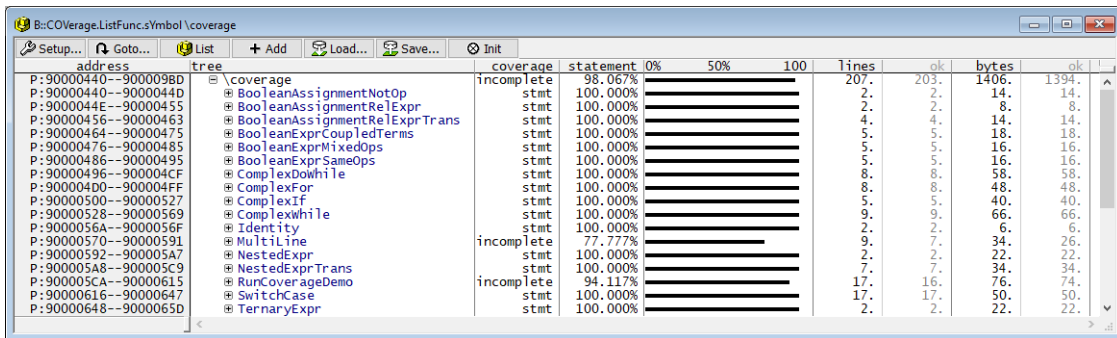 B::COVerage.ListFunc.sYmbol \coverage
Setup... Goto... List + Add Load... Save... Init
address tree coverage statement 0% 50% 100 lines ok bytes ok
P:90000440--900009BD \coverage incomplete 98.067% 207. 203. 1406. 1394.
P:90000440--9000044D BooleanAssignmentNotOp stmt 100.000% 2. 2. 14. 14.
P:9000044E--90000455 BooleanAssignmentRelExpr stmt 100.000% 2. 2. 8. 8.
P:90000456--90000463 BooleanAssignmentRelExprTrans stmt 100.000% 4. 2. 14. 14.
P:90000464--90000475 BooleanExprCoupledTerms stmt 100.000% 5. 5. 18. 18.
P:90000476--90000485 BooleanExprMixedOps stmt 100.000% 5. 5. 16. 16.
P:90000486--90000495 BooleanExprSameOps stmt 100.000% 5. 5. 16. 16.
P:90000496--900004CF ComplexDoWhile stmt 100.000% 8. 8. 58. 58.
P:900004D0--900004FF ComplexFor stmt 100.000% 8. 8. 48. 48.
P:90000500--90000527 ComplexIf stmt 100.000% 5. 5. 40. 40.
P:90000528--90000569 ComplexWhile stmt 100.000% 9. 9. 66. 66.
P:9000056A--9000056F Identity stmt 100.000% 2. 2. 6. 6.
P:90000570--90000591 MultiLine incomplete 77.777% 9. 7. 34. 26.
P:90000592--900005A7 NestedExpr stmt 100.000% 2. 2. 22. 22.
P:900005A8--900005C9 NestedExprTrans stmt 100.000% 7. 7. 34. 34.
P:900005CA--90000615 RunCoverageDemo incomplete 94.117% 17. 16. 76. 74.
P:90000616--90000647 SwitchCase stmt 100.000% 17. 17. 50. 50.
P:90000648--9000065D TernaryExpr stmt 100.000% 2. 2. 22. 22.